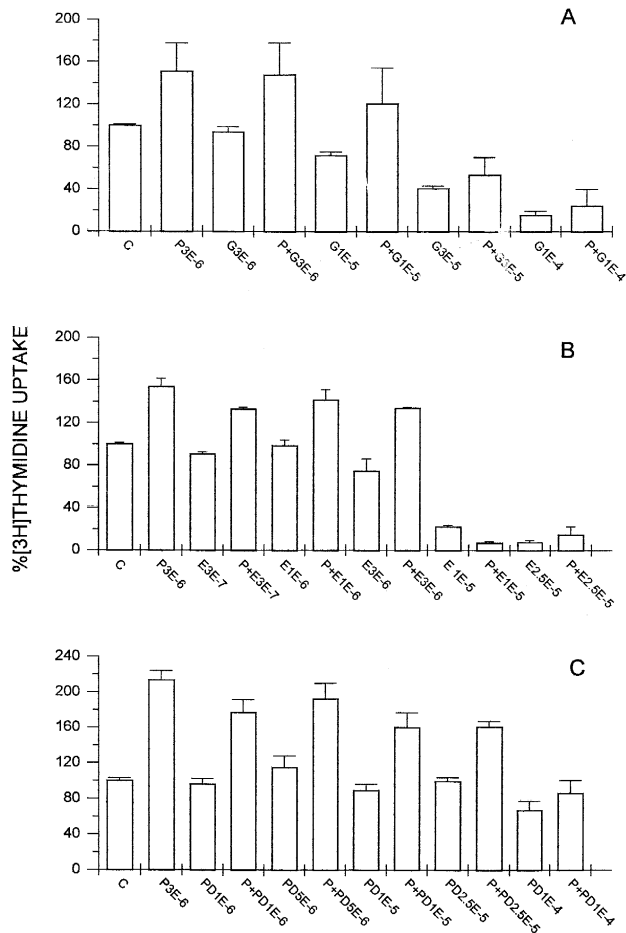 %[3H]THYMIDINE UPTAKE
A
200
160
120
80
40
0
C
P3E-6
G3E-6
P+G3E-6
G1E-5
P+G1E-5
G3E-5
P+G3E-5
G1E-4
P+G1E-4
B
200
160
120
80
40
0
C
P3E-6
E3E-7
P+E3E-7
E1E-6
P+E1E-6
E3E-6
P+E3E-6
E 1E-5
P+E1E-5
E2.5E-5
P+E2.5E-5
C
240
200
160
120
80
40
0
C
P3E-6
PD1E-6
P+PD1E-6
PD5E-6
P+PD5E-6
PD1E-5
P+PD1E-5
PD2.5E-5
P+PD2.5E-5
PD1E-4
P+PD1E-4